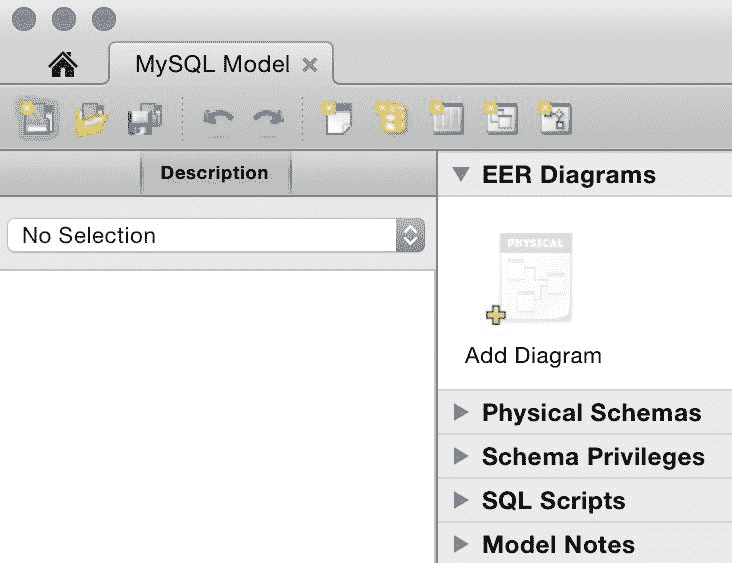 MySQL Model
Description
No Selection
EER Diagrams
PHYSICAL
Add Diagram
Physical Schemas
Schema Privileges
SQL Scripts
Model Notes